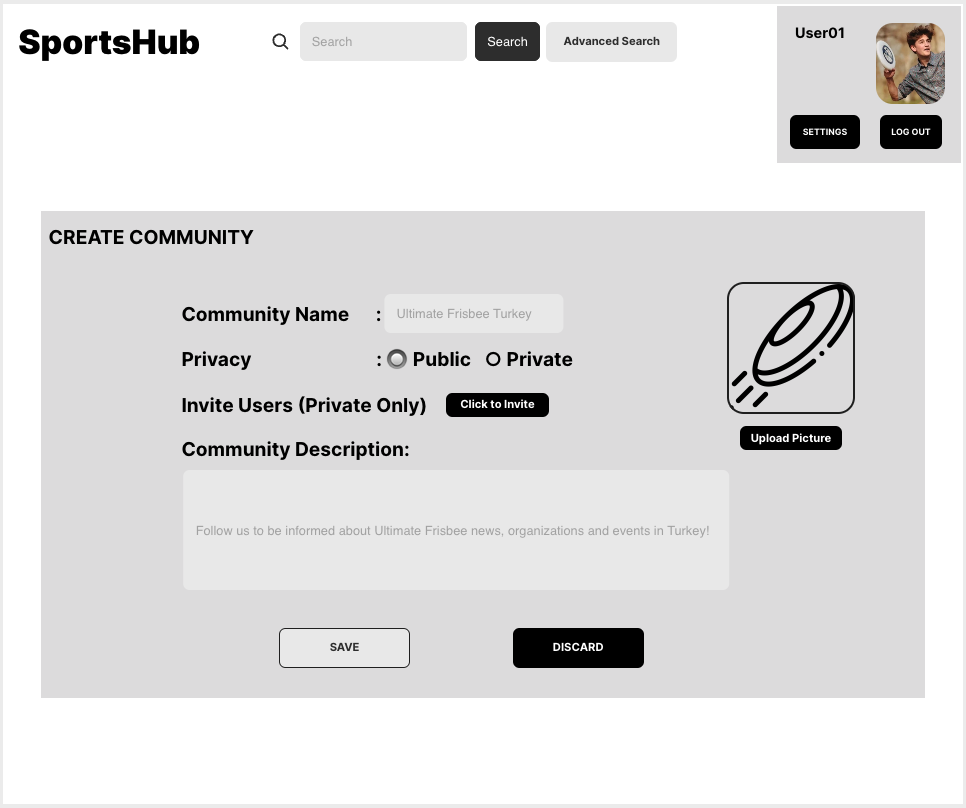 SportsHub
Search
Search
Advanced Search
User01
SETTINGS
LOG OUT
CREATE COMMUNITY
Community Name : Ultimate Frisbee Turkey
Privacy : Public Private
Invite Users (Private Only) Click to Invite
Upload Picture
Community Description:
Follow us to be informed about Ultimate Frisbee news, organizations and events in Turkey!
SAVE
DISCARD